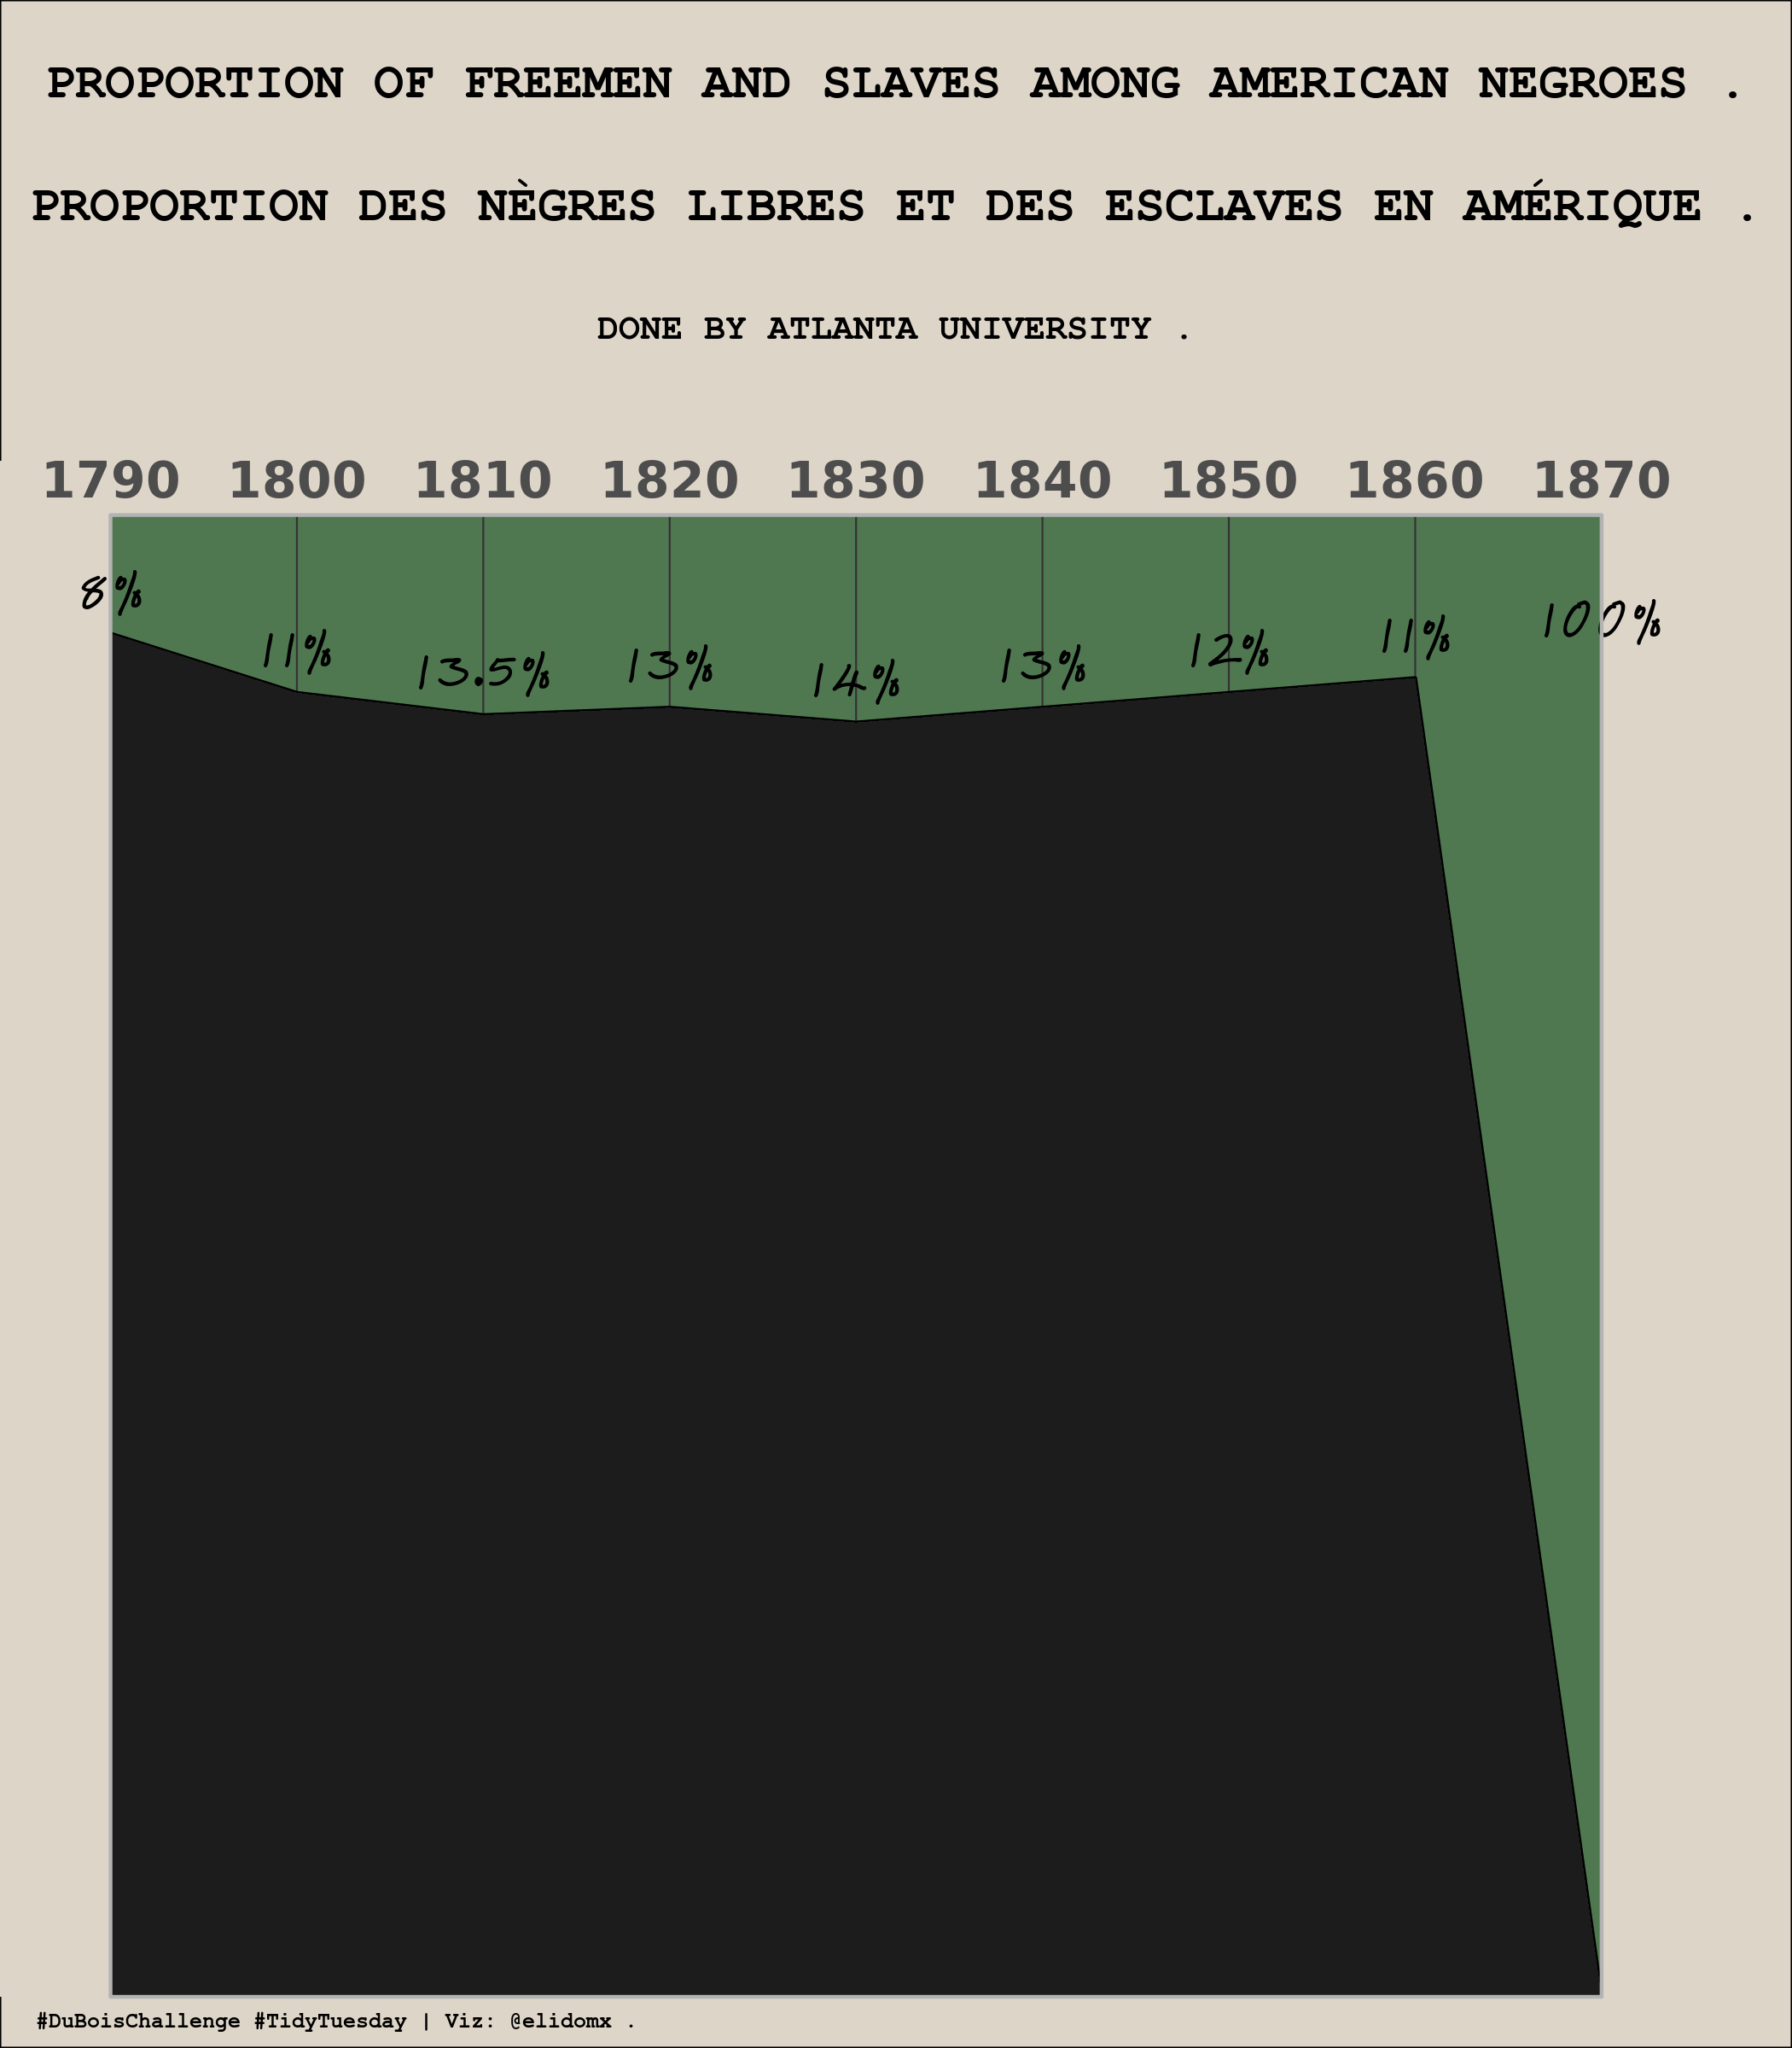 PROPORTION OF FREEMEN AND SLAVES AMONG AMERICAN NEGROES .
PROPORTION DES NÈGRES LIBRES ET DES ESCLAVES EN AMÉRIQUE .
DONE BY ATLANTA UNIVERSITY .
1790 1800 1810 1820 1830 1840 1850 1860 1870
8% 11% 13.5% 13% 14% 13% 12% 11% 100%
#DuBoisChallenge #TidyTuesday | Viz: @elidomx .